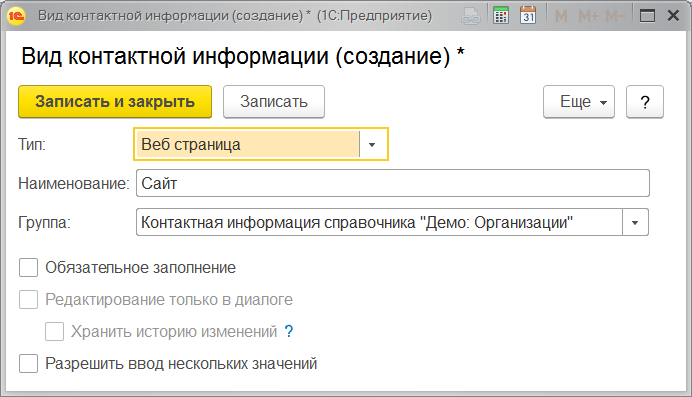 Вид контактной информации (создание) * (1С:Предприятие)
31 M M+ M-
Вид контактной информации (создание) *
Записать и закрыть Записать Еще ?
Тип: Веб страница
Наименование: Сайт
Группа: Контактная информация справочника "Демо: Организации"
Обязательное заполнение
Редактирование только в диалоге
Хранить историю изменений ?
Разрешить ввод нескольких значений